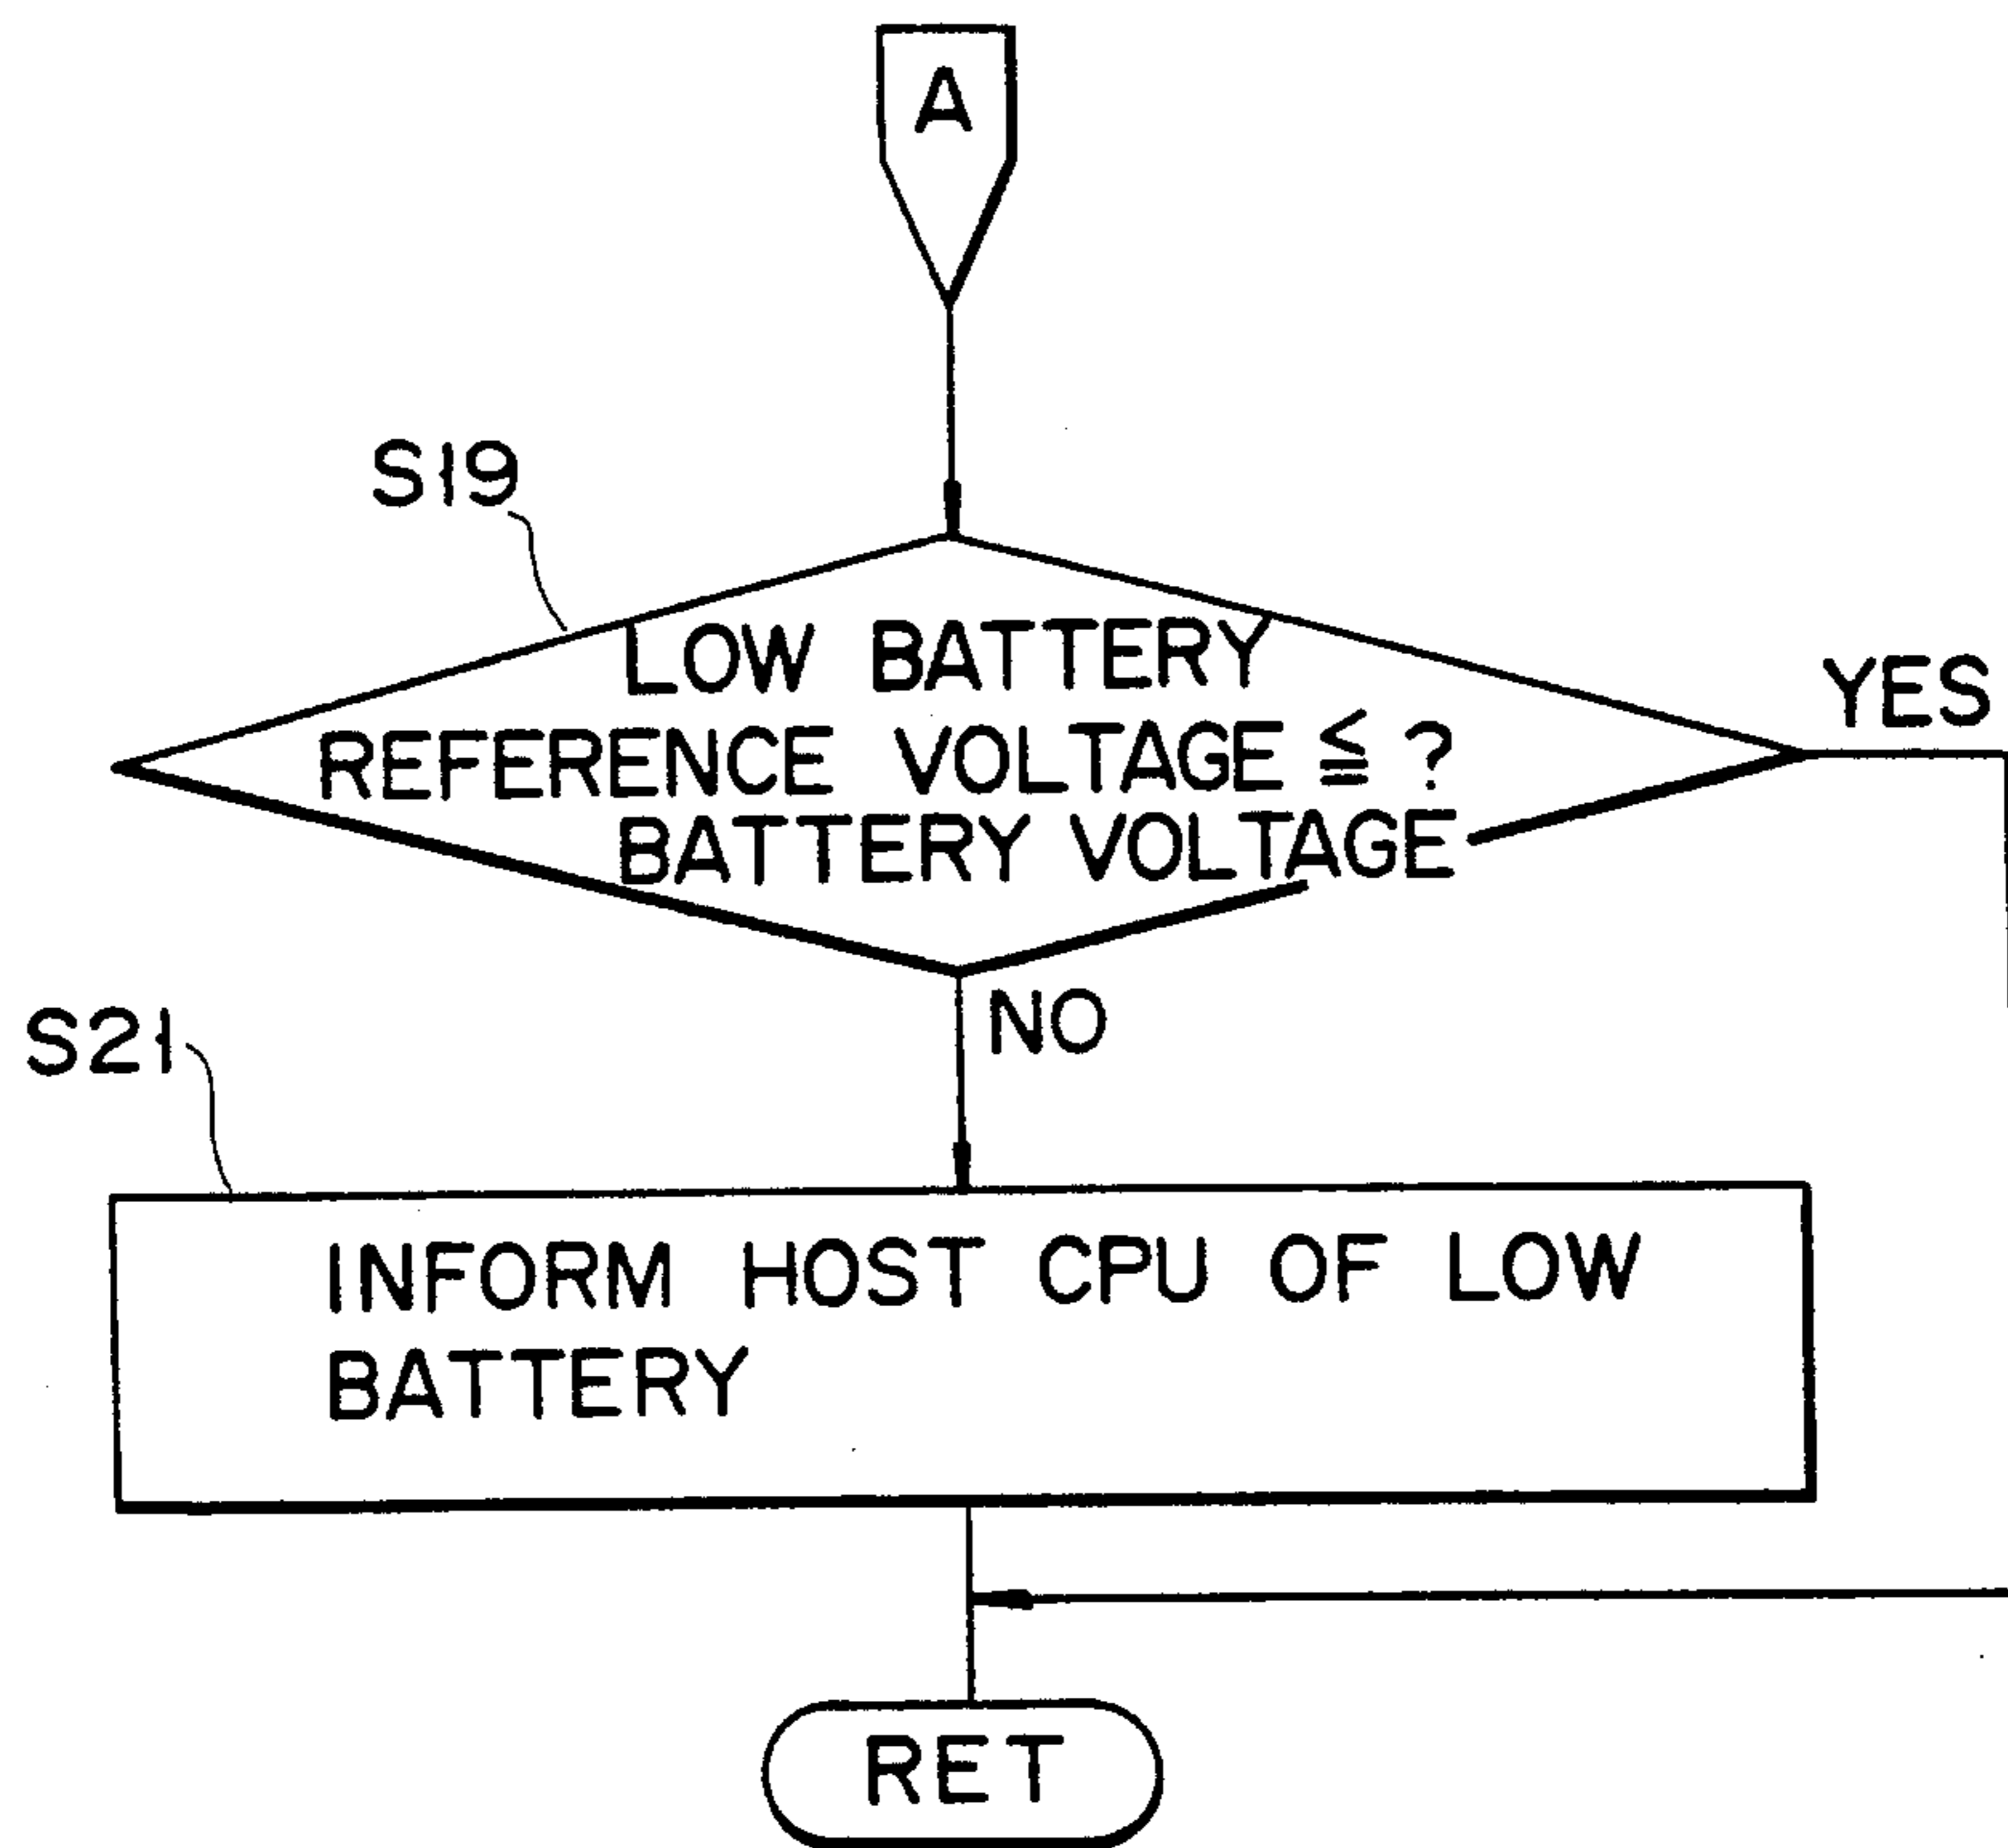 A
S19
LOW BATTERY
REFERENCE VOLTAGE ≦ ?
BATTERY VOLTAGE
YES
NO
S21
INFORM HOST CPU OF LOW
BATTERY
RET